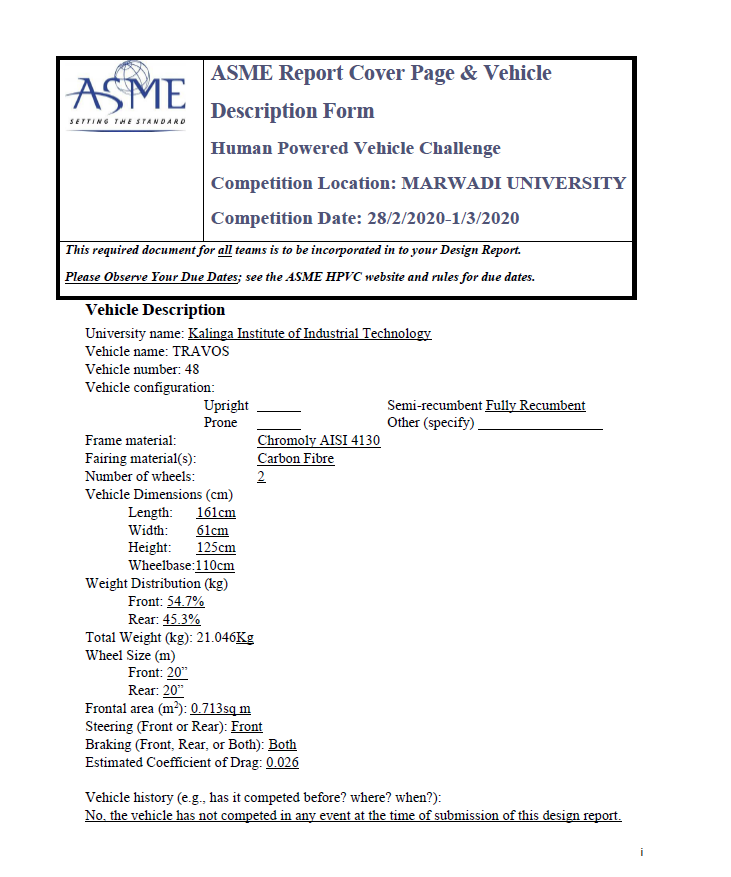 ASME
SETTING THE STANDARD
ASME Report Cover Page & Vehicle
Description Form
Human Powered Vehicle Challenge
Competition Location: MARWADI UNIVERSITY
Competition Date: 28/2/2020-1/3/2020
This required document for all teams is to be incorporated in to your Design Report.
Please Observe Your Due Dates; see the ASME HPVC website and rules for due dates.
Vehicle Description
University name: Kalinga Institute of Industrial Technology
Vehicle name: TRAVOS
Vehicle number: 48
Vehicle configuration:
Upright ______ Semi-recumbent Fully Recumbent
Prone ______ Other (specify) _________________
Frame material: Chromoly AISI 4130
Fairing material(s): Carbon Fibre
Number of wheels: 2
Vehicle Dimensions (cm)
Length: 161cm
Width: 61cm
Height: 125cm
Wheelbase:110cm
Weight Distribution (kg)
Front: 54.7%
Rear: 45.3%
Total Weight (kg): 21.046Kg
Wheel Size (m)
Front: 20”
Rear: 20”
Frontal area (m²): 0.713sq m
Steering (Front or Rear): Front
Braking (Front, Rear, or Both): Both
Estimated Coefficient of Drag: 0.026
Vehicle history (e.g., has it competed before? where? when?):
No, the vehicle has not competed in any event at the time of submission of this design report.
i